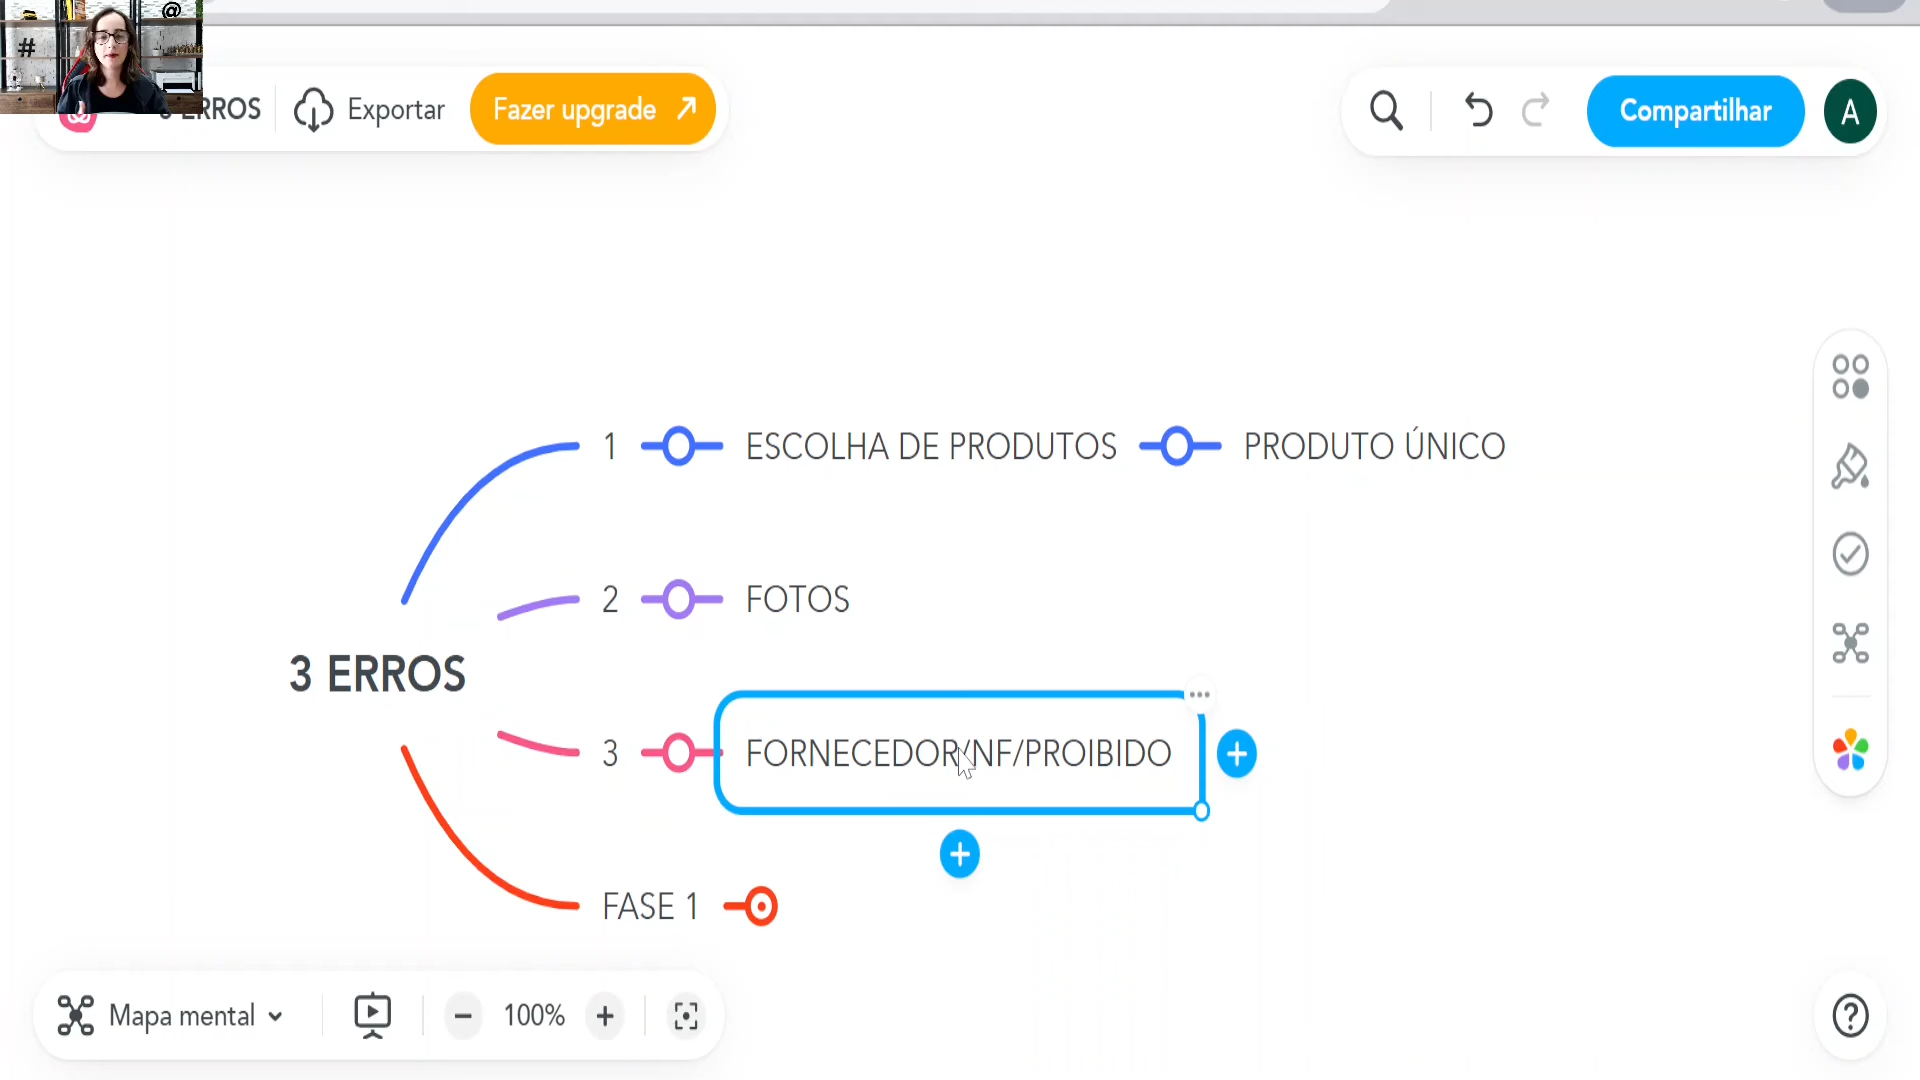 #
@
ERROS
Exportar
Fazer upgrade
Compartilhar
A
1
ESCOLHA DE PRODUTOS
PRODUTO ÚNICO
2
FOTOS
3 ERROS
3
FORNECEDOR/NF/PROIBIDO
FASE 1
Mapa mental
100%
?